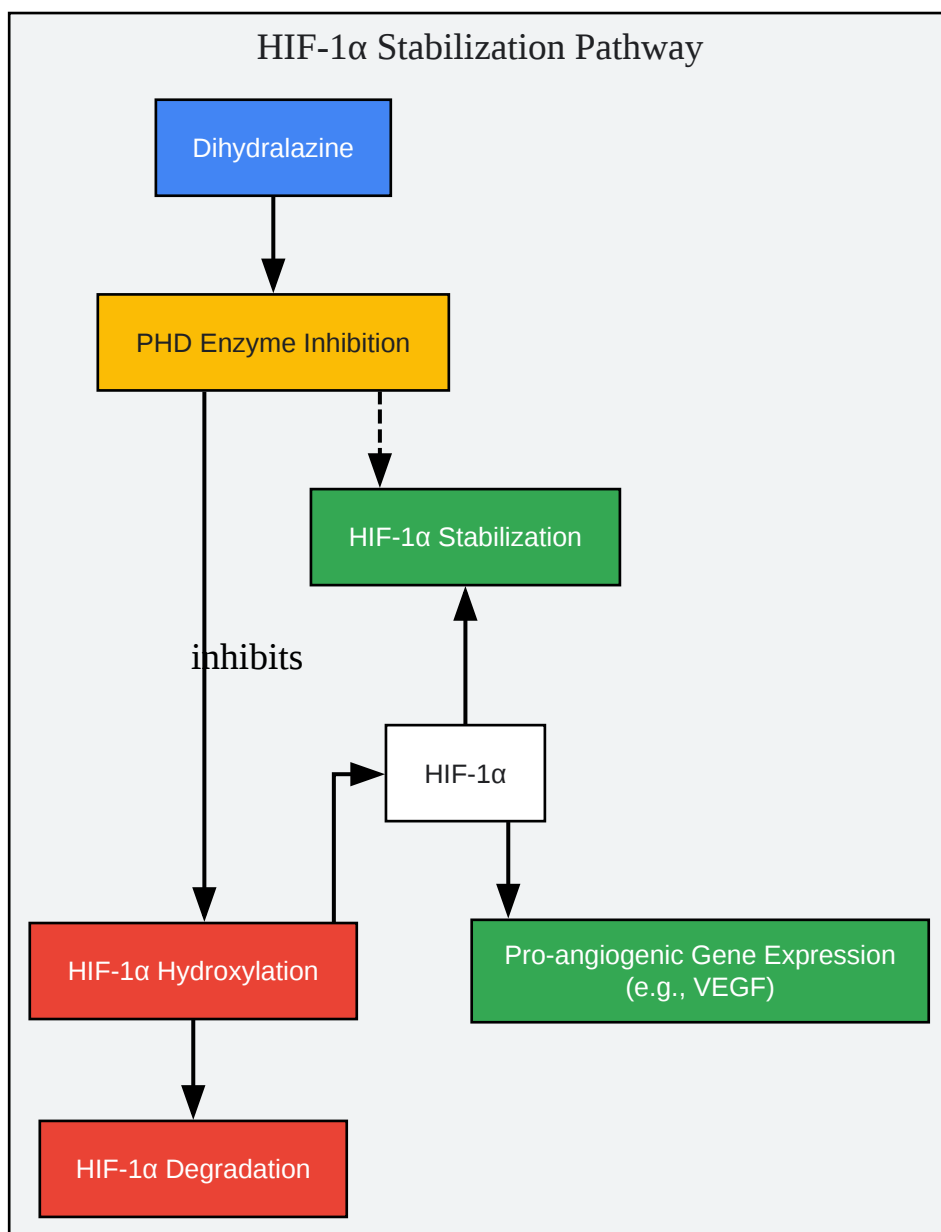 HIF-1α Stabilization Pathway
Dihydralazine
PHD Enzyme Inhibition
HIF-1α Stabilization
inhibits
HIF-1α
HIF-1α Hydroxylation
Pro-angiogenic Gene Expression
(e.g., VEGF)
HIF-1α Degradation